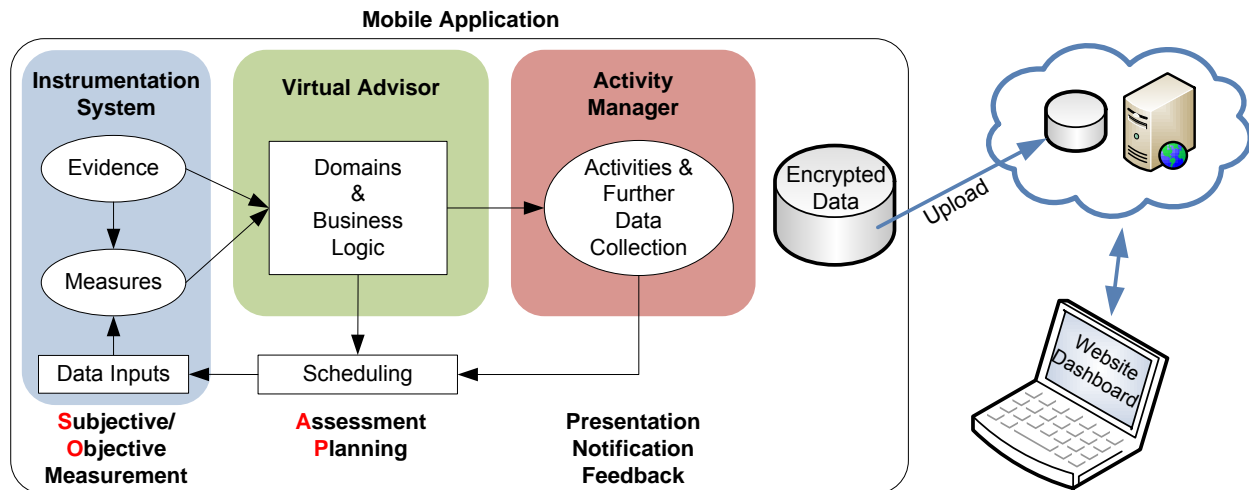 Mobile Application
Instrumentation
System
Evidence
Measures
Data Inputs
Subjective/
Objective
Measurement
Virtual Advisor
Domains
&
Business
Logic
Scheduling
Assessment
Planning
Activity
Manager
Activities &
Further
Data
Collection
Presentation
Notification
Feedback
Encrypted
Data
Upload
Website
Dashboard